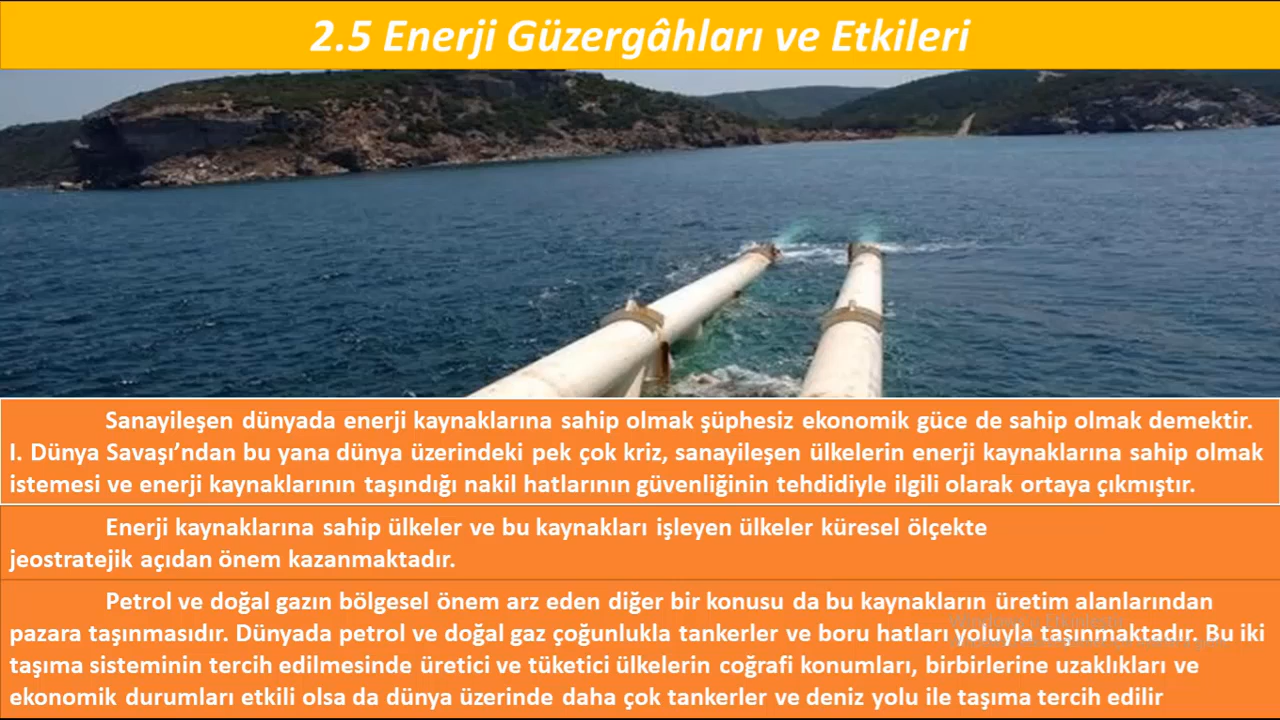 2.5 Enerji Güzergâhları ve Etkileri
Sanayileşen dünyada enerji kaynaklarına sahip olmak şüphesiz ekonomik güce de sahip olmak demektir.
I. Dünya Savaşı’ndan bu yana dünya üzerindeki pek çok kriz, sanayileşen ülkelerin enerji kaynaklarına sahip olmak
istemesi ve enerji kaynaklarının taşındığı nakil hatlarının güvenliğinin tehdidiyle ilgili olarak ortaya çıkmıştır.
Enerji kaynaklarına sahip ülkeler ve bu kaynakları işleyen ülkeler küresel ölçekte
jeostratejik açıdan önem kazanmaktadır.
Petrol ve doğal gazın bölgesel önem arz eden diğer bir konusu da bu kaynakların üretim alanlarından
pazara taşınmasıdır. Dünyada petrol ve doğal gaz çoğunlukla tankerler ve boru hatları yoluyla taşınmaktadır. Bu iki
taşıma sisteminin tercih edilmesinde üretici ve tüketici ülkelerin coğrafi konumları, birbirlerine uzaklıkları ve
ekonomik durumları etkili olsa da dünya üzerinde daha çok tankerler ve deniz yolu ile taşıma tercih edilir